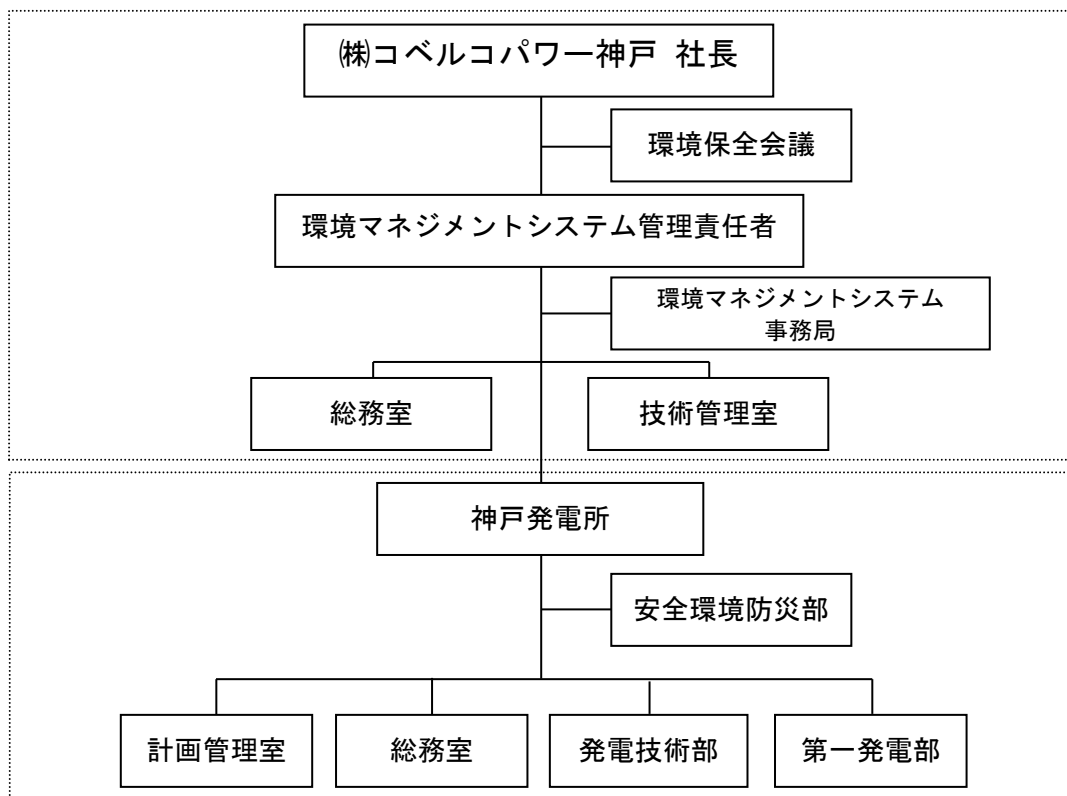 ㈱コベルコパワー神戸 社長
環境保全会議
環境マネジメントシステム管理責任者
環境マネジメントシステム
事務局
総務室
技術管理室
神戸発電所
安全環境防災部
計画管理室
総務室
発電技術部
第一発電部